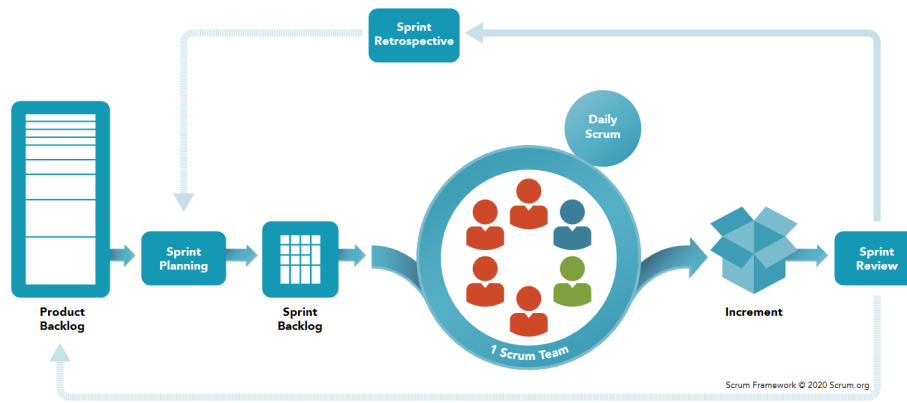 Sprint
Retrospective
Daily
Scrum
Sprint
Planning
Sprint
Review
Product
Backlog
Sprint
Backlog
1 Scrum Team
Increment
Scrum Framework © 2020 Scrum.org